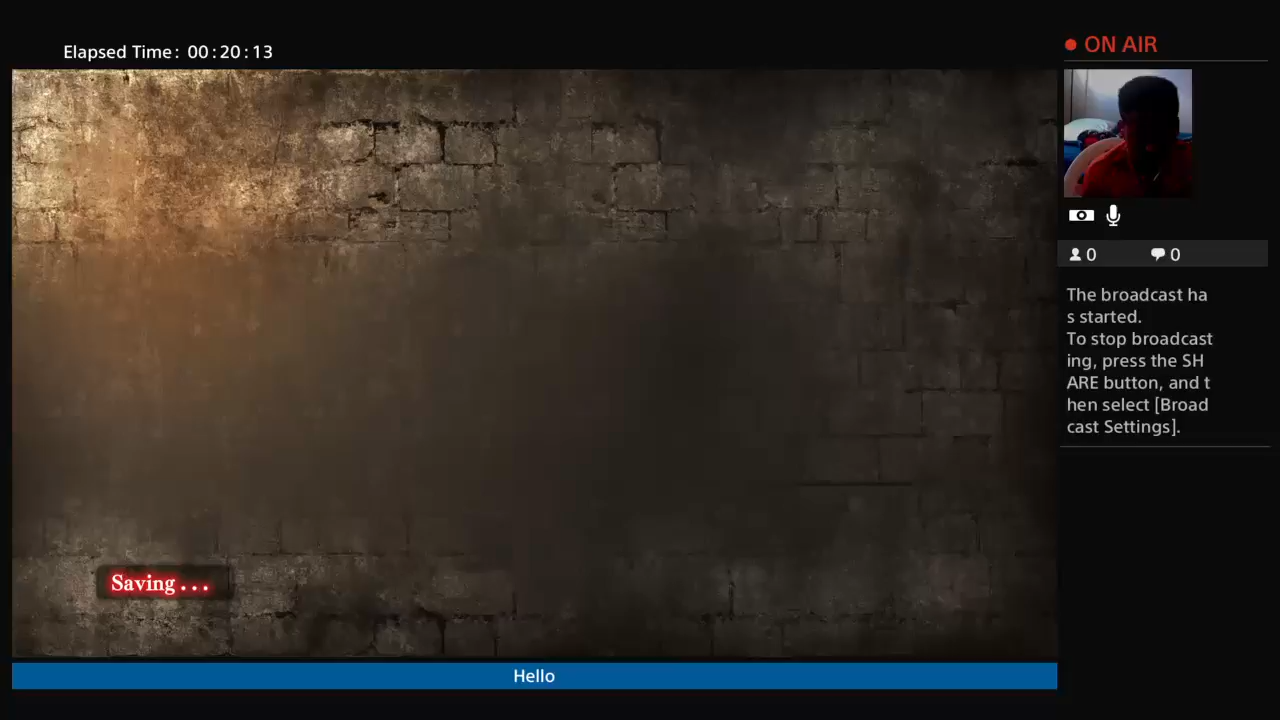 Elapsed Time: 00:20:13
ON AIR
0 0
The broadcast ha
s started.
To stop broadcast
ing, press the SH
ARE button, and t
hen select [Broad
cast Settings].
Saving...
Hello